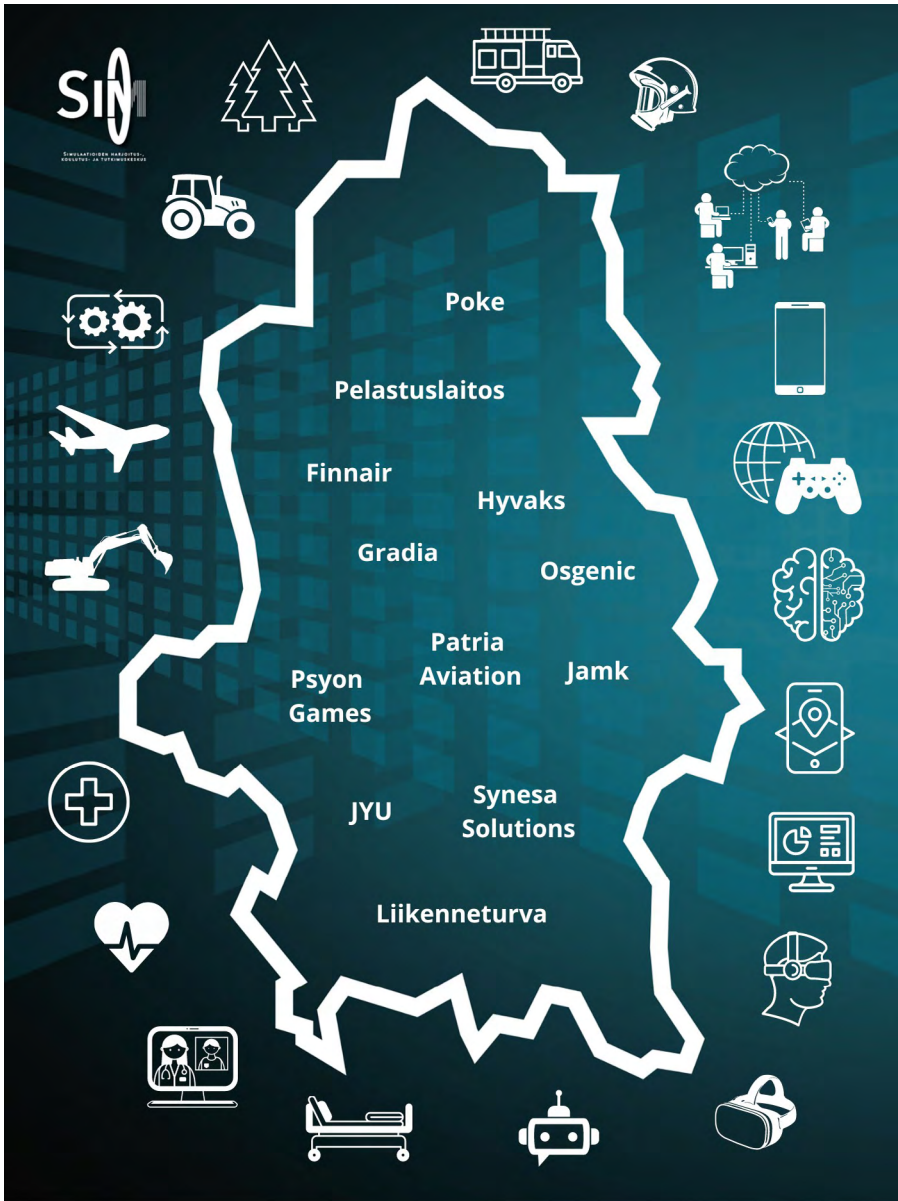 SIM
SIMULAATIOIDEN HARJOITUS-,
KOULUTUS- JA TUTKIMUSKESKUS
Poke
Pelastuslaitos
Finnair
Hyvaks
Gradia
Osgenic
Patria
Aviation
Jamk
Psyon
Games
JYU
Synesa
Solutions
Liikenneturva